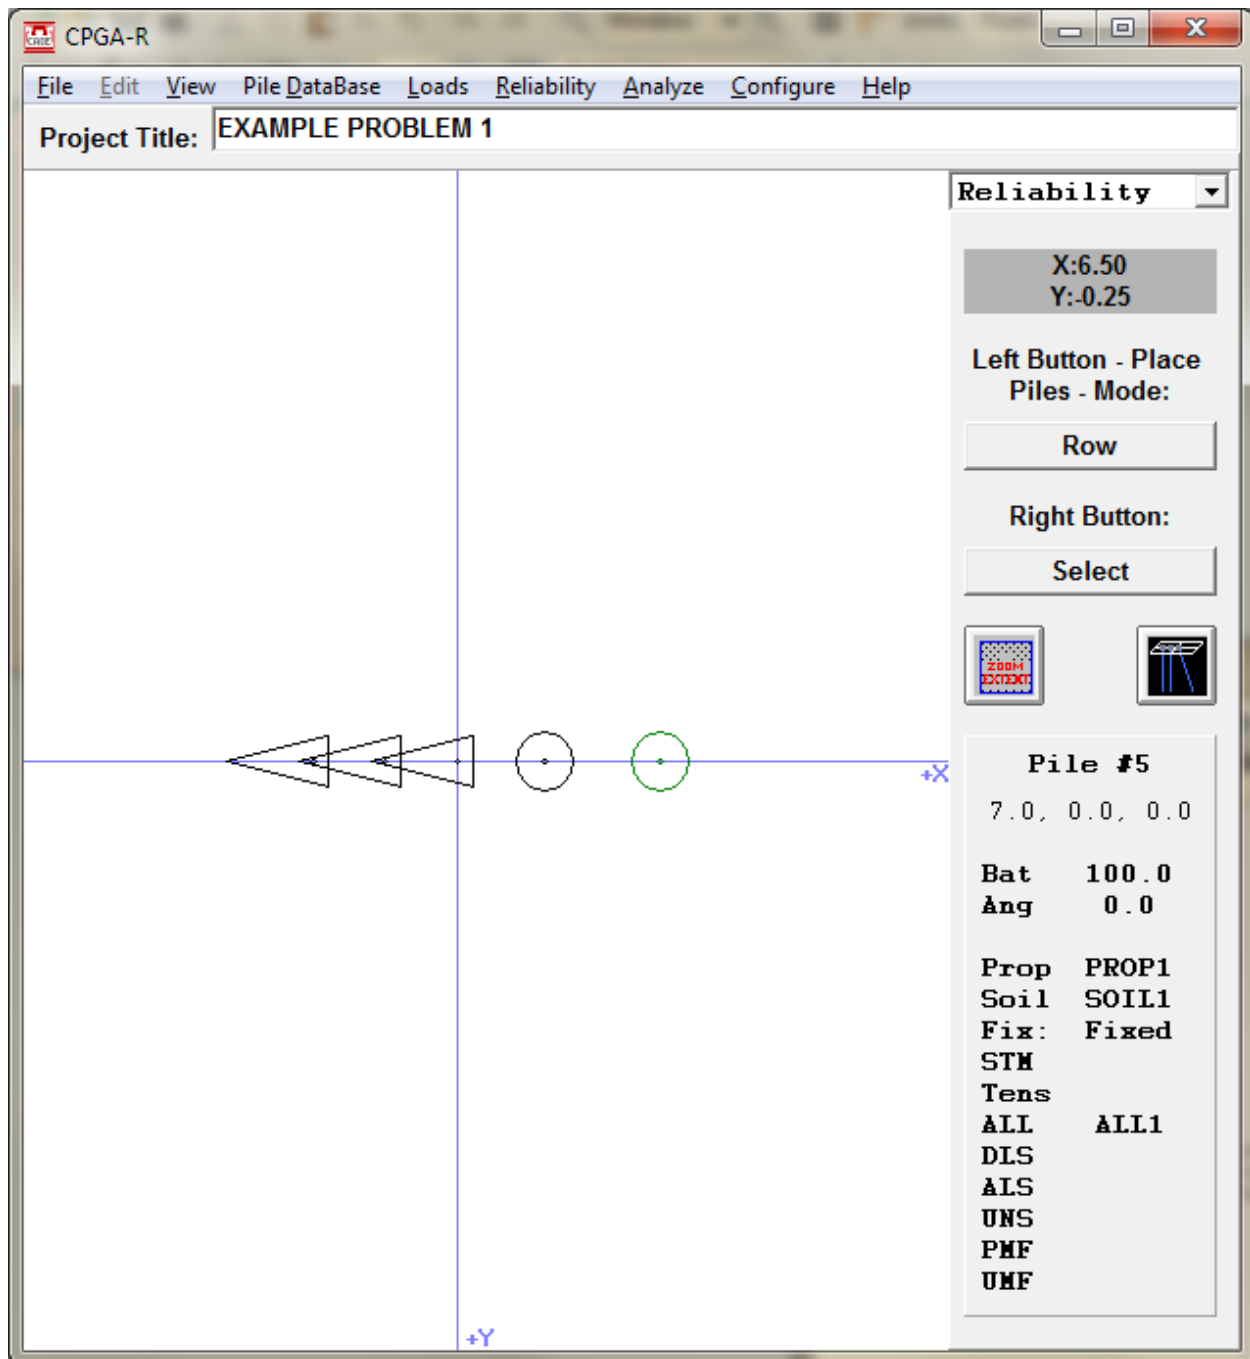 CPGA-R
File Edit View Pile DataBase Loads Reliability Analyze Configure Help
Project Title: EXAMPLE PROBLEM 1
Reliability
X:6.50
Y:-0.25
Left Button - Place
Piles - Mode:
Row
Right Button:
Select
ZOOM
EXTENT
+X
Pile #5
7.0, 0.0, 0.0
Bat 100.0
Ang 0.0
Prop PROP1
Soil SOIL1
Fix: Fixed
STM
Tens
ALL ALL1
DLS
ALS
UNS
PMF
UMF
+Y